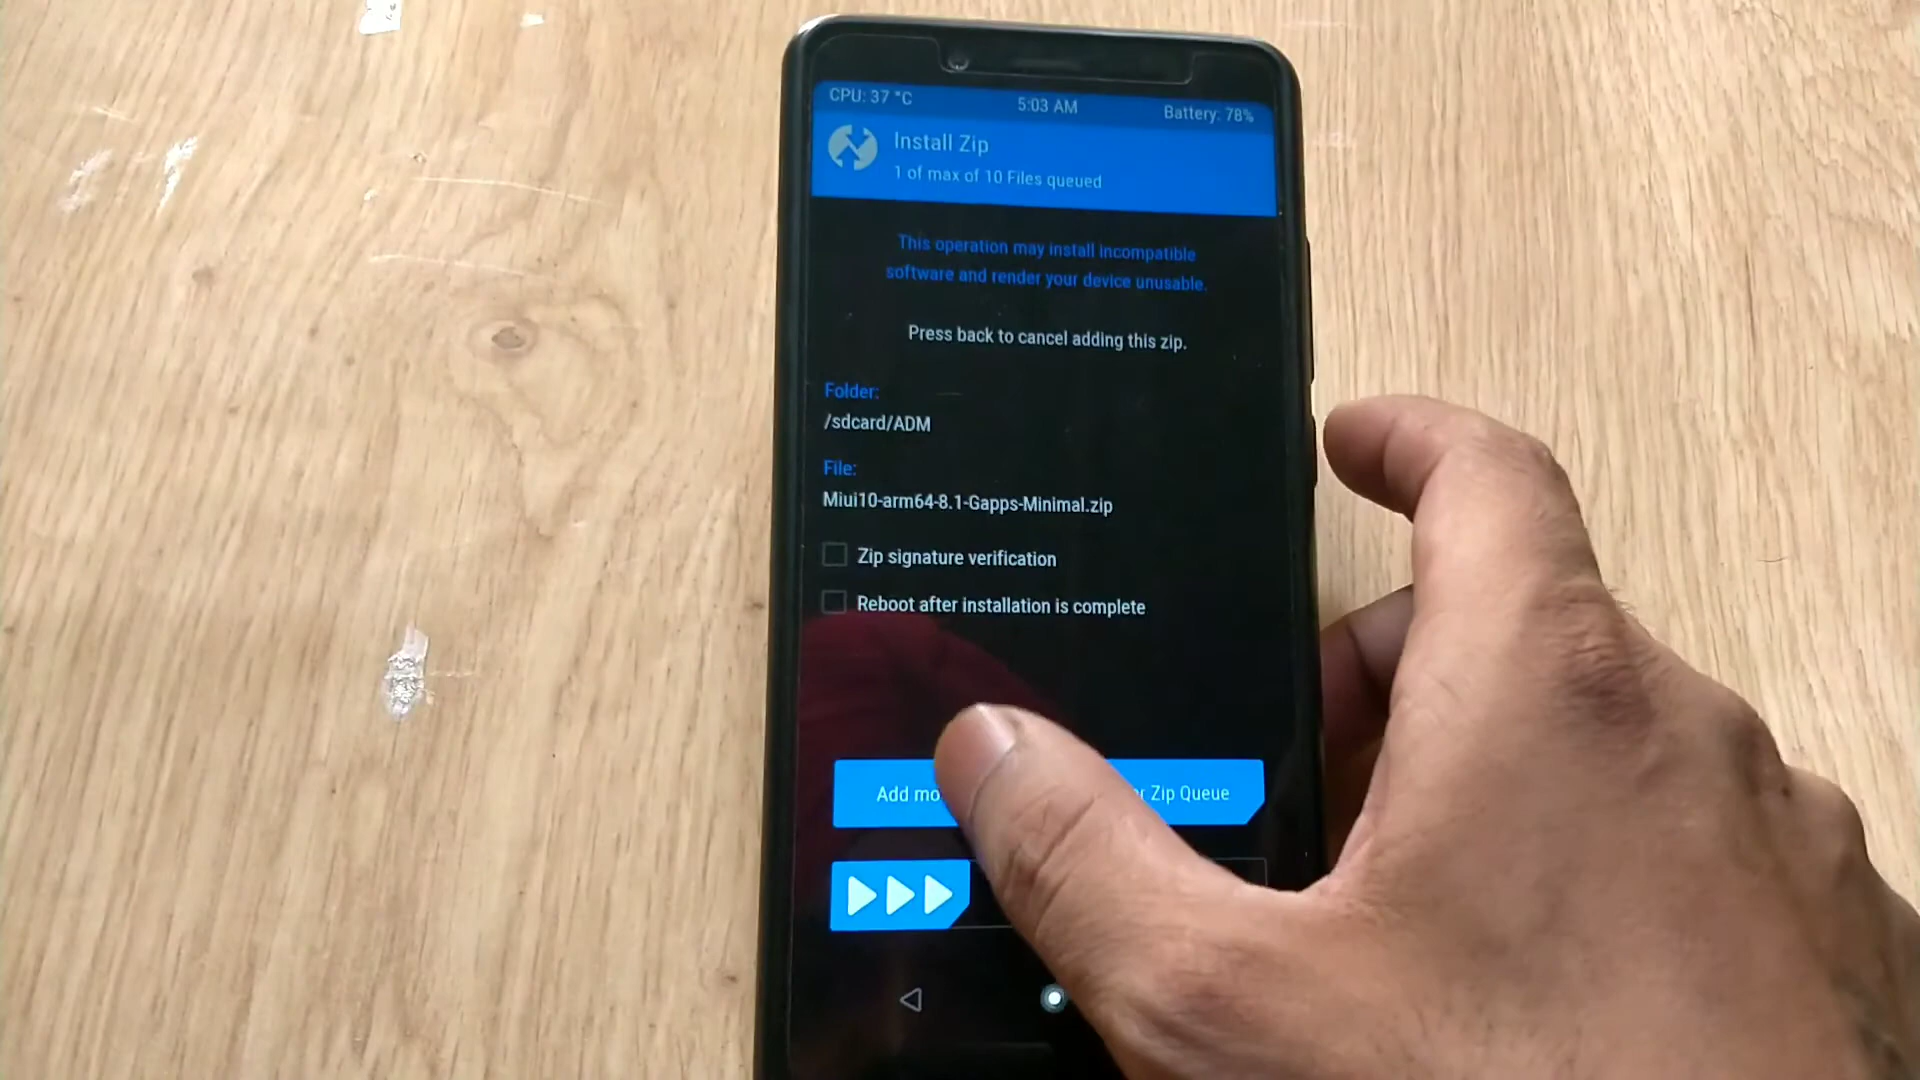 CPU: 37 °C 5:03 AM Battery: 78%
Install Zip
1 of max of 10 Files queued
This operation may install incompatible
software and render your device unusable.
Press back to cancel adding this zip.
Folder:
/sdcard/ADM
File:
Miui10-arm64-8.1-Gapps-Minimal.zip
Zip signature verification
Reboot after installation is complete
Add Zip Queue